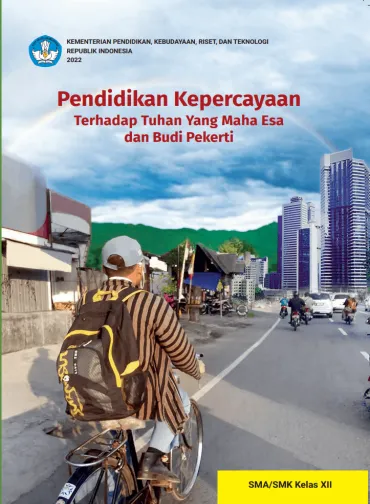 KEMENTERIAN PENDIDIKAN, KEBUDAYAAN, RISET, DAN TEKNOLOGI
REPUBLIK INDONESIA
2022
Pendidikan Kepercayaan
Terhadap Tuhan Yang Maha Esa
dan Budi Pekerti
SMA/SMK Kelas XII